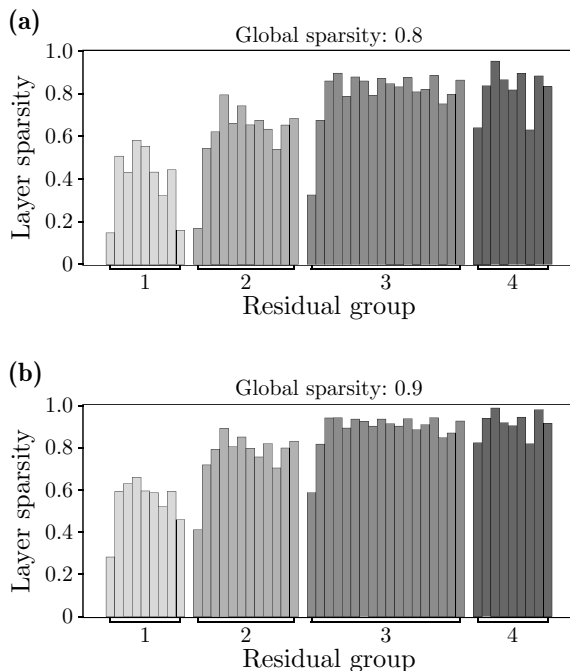 (a)
Global sparsity: 0.8
1.0
0.8
0.6
0.4
0.2
0
Layer sparsity
1 2 3 4
Residual group
(b)
Global sparsity: 0.9
1.0
0.8
0.6
0.4
0.2
0
Layer sparsity
1 2 3 4
Residual group